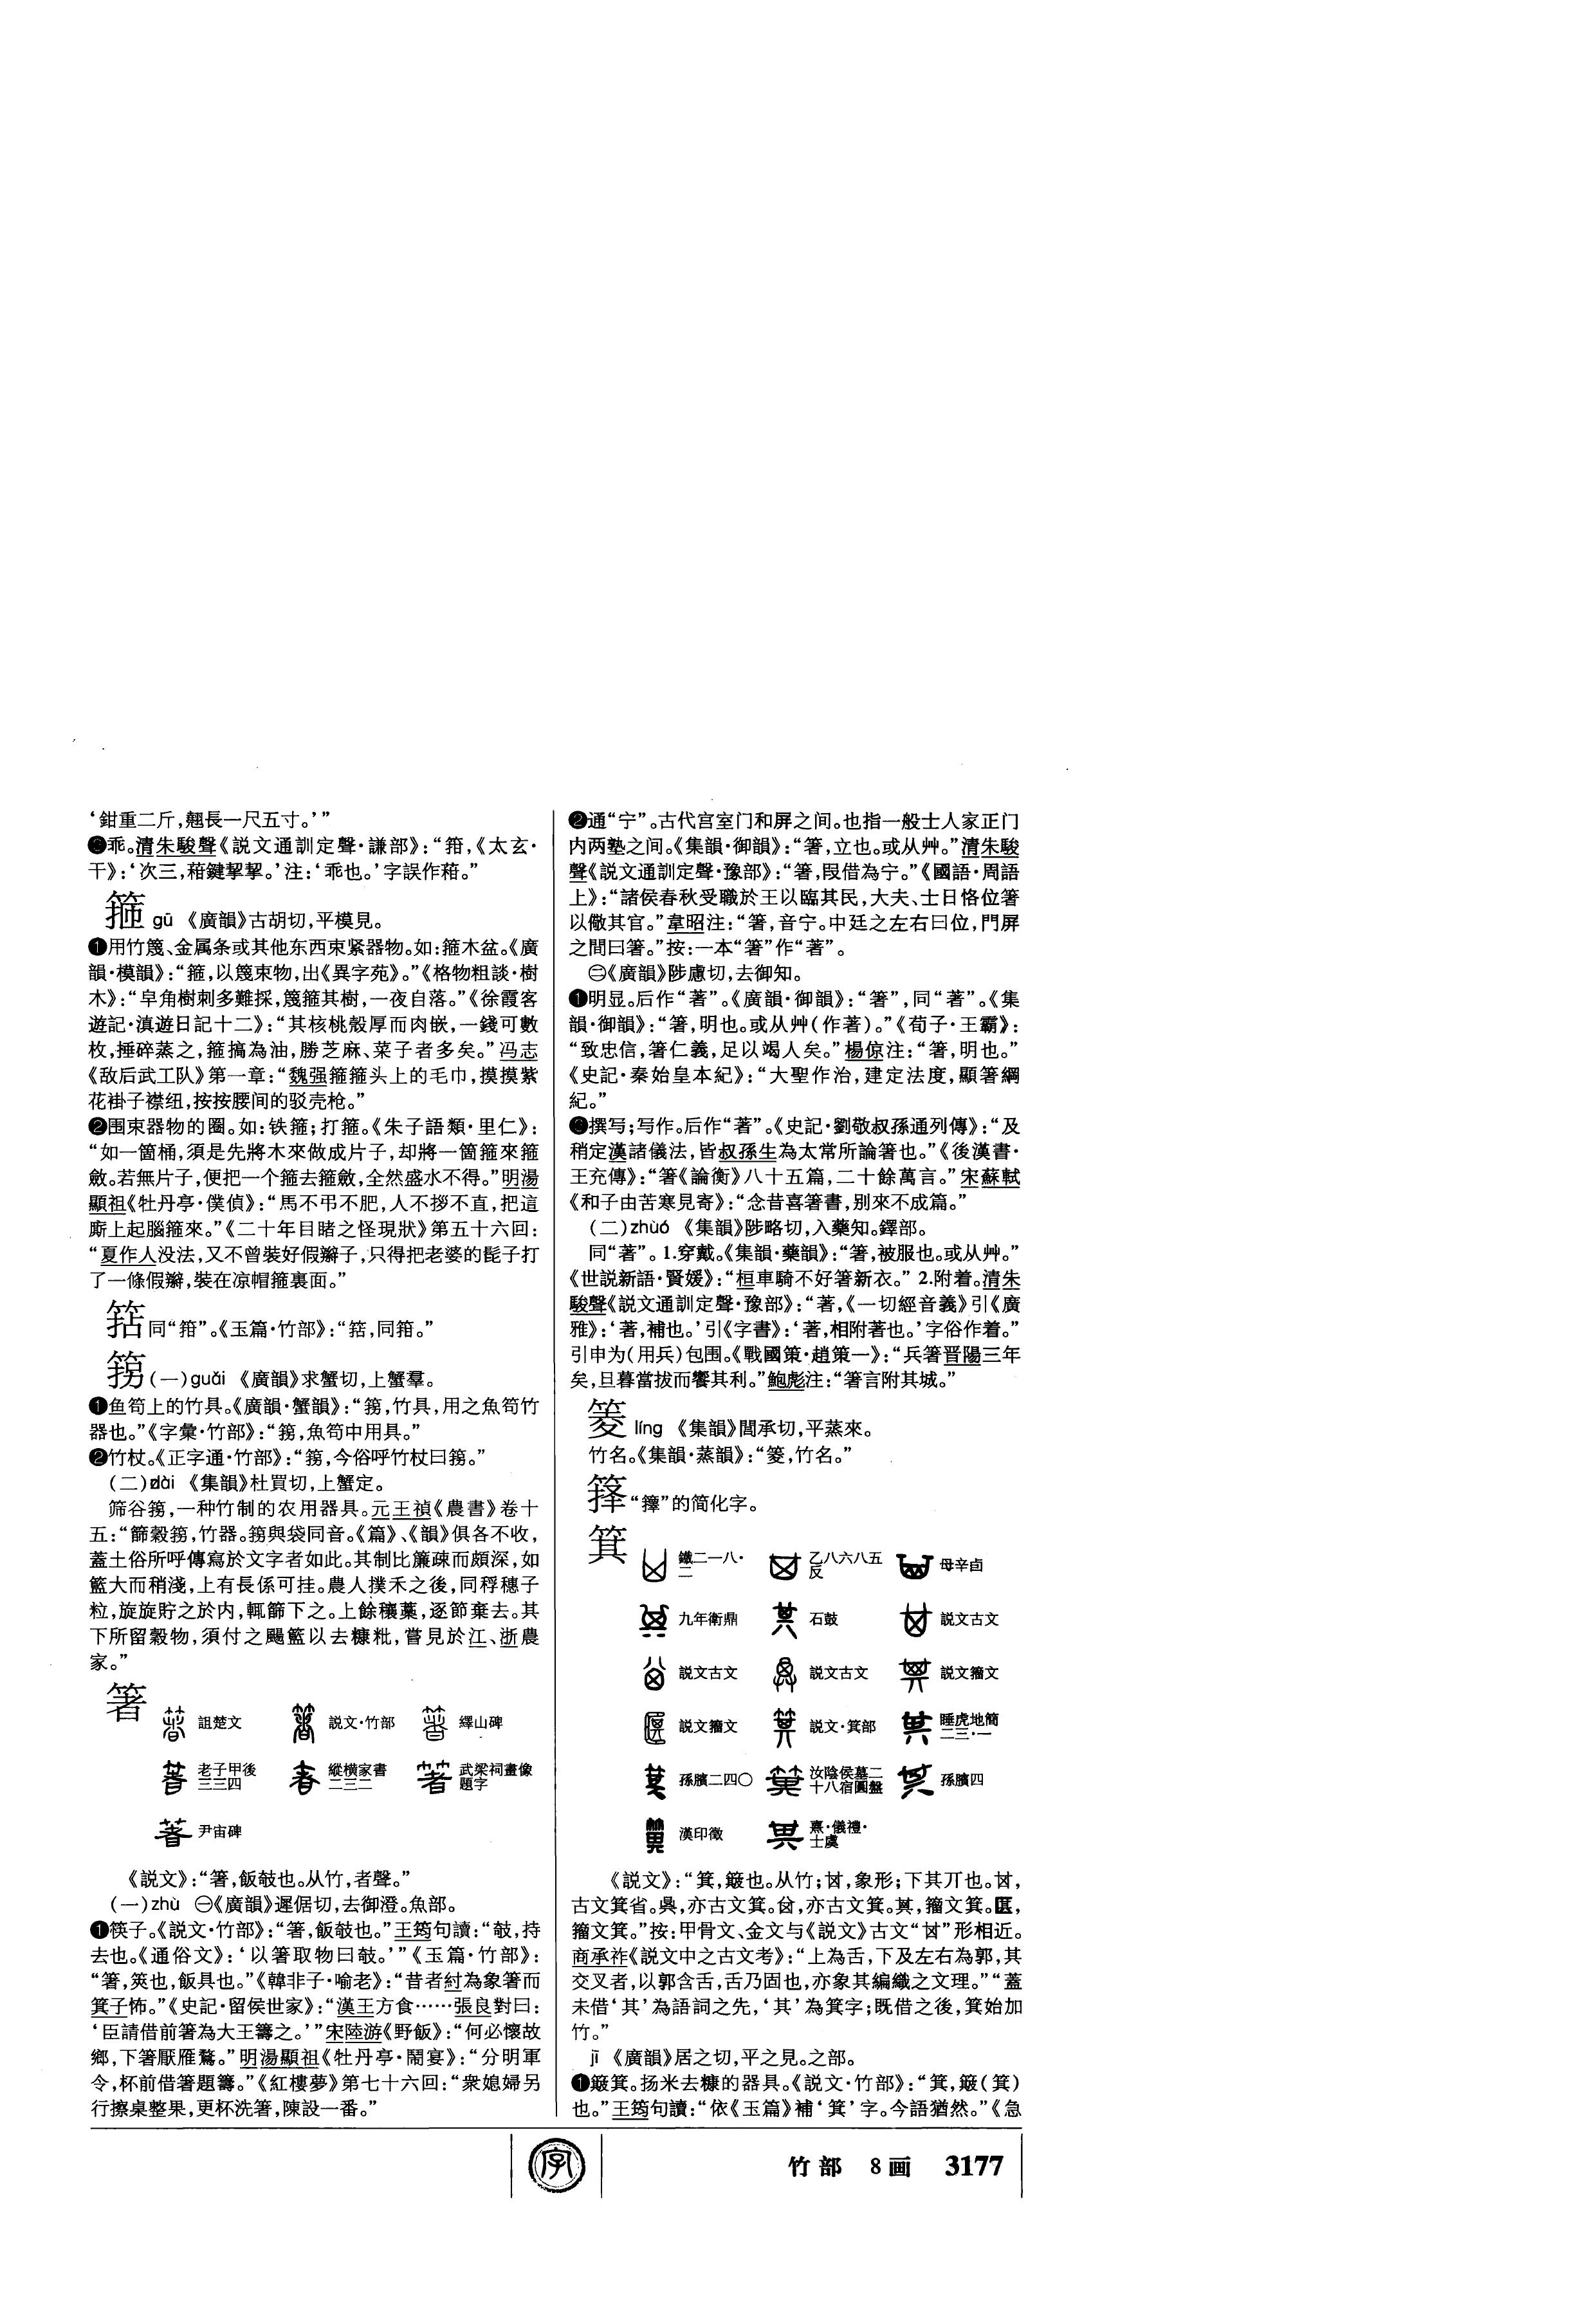 ‘鉗重二斤，翹長一尺五寸。’”
❸乖。清朱駿聲《説文通訓定聲·謙部》：“箝，《太玄·
干》：‘次三，葙鍵挈挈。’注：‘乖也。’字誤作葙。”
箍 gū 《廣韻》古胡切，平模見。
❶用竹篾、金属条或其他东西束紧器物。如：箍木盆。《廣
韻·模韻》：“箍，以篾束物，出《異字苑》。”《格物粗談·樹
木》：“皁角樹刺多難採，篾箍其樹，一夜自落。”《徐霞客
遊記·滇遊日記十二》：“其核桃殼厚而肉嵌，一錢可數
枚，捶碎蒸之，箍搞為油，勝芝麻、菜子者多矣。”冯志
《敌后武工队》第一章：“魏强箍箍头上的毛巾，摸摸紫
花褂子襟纽，按按腰间的驳壳枪。”
❷围束器物的圈。如：铁箍；打箍。《朱子語類·里仁》：
“如一箇桶，須是先將木來做成片子，却將一箇箍來箍
斂。若無片子，便把一个箍去箍斂，全然盛水不得。”明湯
顯祖《牡丹亭·僕偵》：“馬不弔不肥，人不拶不直，把這
廝上起腦箍來。”《二十年目睹之怪現狀》第五十六回：
“夏作人没法，又不曾裝好假辮子，只得把老婆的髢子打
了一條假辮，裝在凉帽箍裏面。”
䇲同“箝”。《玉篇·竹部》：“䇲，同箝。”
箉(一)guǎi 《廣韻》求蟹切，上蟹羣。
❶鱼笱上的竹具。《廣韻·蟹韻》：“箉，竹具，用之魚笱竹
器也。”《字彙·竹部》：“箉，魚笱中用具。”
❷竹杖。《正字通·竹部》：“箉，今俗呼竹杖曰箉。”
(二)dài 《集韻》杜買切，上蟹定。
筛谷箉，一种竹制的农用器具。元王禎《農書》卷十
五：“篩穀箉，竹器。箉與袋同音。《篇》、《韻》俱各不收，
蓋土俗所呼傳寫於文字者如此。其制比簾疎而頗深，如
籃大而稍淺，上有長係可挂。農人撲禾之後，同稃穗子
粒，旋旋貯之於内，輒篩下之。上餘穰藁，逐節棄去。其
下所留穀物，須付之颺籃以去糠粃，嘗見於江、浙農
家。”
箸
詛楚文 説文·竹部 繹山碑
老子甲後三三四 縱横家書二三二 武梁祠畫像題字
尹宙碑
《説文》：“箸，飯攲也。从竹，者聲。”
(一)zhù ㊀《廣韻》遲倨切，去御澄。魚部。
❶筷子。《説文·竹部》：“箸，飯攲也。”王筠句讀：“攲，持
去也。《通俗文》：‘以箸取物曰攲。’”《玉篇·竹部》：
“箸，筴也，飯具也。”《韓非子·喻老》：“昔者紂為象箸而
箕子怖。”《史記·留侯世家》：“漢王方食……張良對曰：
‘臣請借前箸為大王籌之。’”宋陸游《野飯》：“何必懷故
鄉，下箸厭雁鶩。”明湯顯祖《牡丹亭·鬧宴》：“分明軍
令，杯前借箸題籌。”《紅樓夢》第七十六回：“衆媳婦另
行擦桌整果，更杯洗箸，陳設一番。”
❷通“宁”。古代宫室门和屏之间。也指一般士人家正门
内两塾之间。《集韻·御韻》：“箸，立也。或从艸。”清朱駿
聲《説文通訓定聲·豫部》：“箸，叚借為宁。”《國語·周語
上》：“諸侯春秋受職於王以臨其民，大夫、士日恪位箸
以儆其官。”韋昭注：“箸，音宁。中廷之左右曰位，門屏
之間曰箸。”按：一本“箸”作“著”。
㊁《廣韻》陟慮切，去御知。
❶明显。后作“著”。《廣韻·御韻》：“箸”，同“著”。《集
韻·御韻》：“箸，明也。或从艸(作著)。”《荀子·王霸》：
“致忠信，箸仁義，足以竭人矣。”楊倞注：“箸，明也。”
《史記·秦始皇本紀》：“大聖作治，建定法度，顯箸綱
紀。”
❷撰写；写作。后作“著”。《史記·劉敬叔孫通列傳》：“及
稍定漢諸儀法，皆叔孫生為太常所論箸也。”《後漢書·
王充傳》：“箸《論衡》八十五篇，二十餘萬言。”宋蘇軾
《和子由苦寒見寄》：“念昔喜箸書，别來不成篇。”
(二)zhuó 《集韻》陟略切，入藥知。鐸部。
同“著”。1.穿戴。《集韻·藥韻》：“箸，被服也。或从艸。”
《世説新語·賢媛》：“桓車騎不好箸新衣。” 2.附着。清朱
駿聲《説文通訓定聲·豫部》：“著，《一切經音義》引《廣
雅》：‘著，補也。’引《字書》：‘著，相附著也。’字俗作着。”
引申为(用兵)包围。《戰國策·趙策一》：“兵箸晋陽三年
矣，旦暮當拔而饗其利。”鮑彪注：“箸言附其城。”
䔖 líng 《集韻》閭承切，平蒸來。
竹名。《集韻·蒸韻》：“，竹名。”
箨“籜”的简化字。
箕
鐵二一八·二 乙八六八五反 母辛卣
九年衛鼎 石鼓 説文古文
説文古文 説文古文 説文籀文
説文籀文 説文·箕部 睡虎地簡二三·一
孫臏二四〇 汝陰侯墓二十八宿圓盤 孫臏四
漢印徵 熹·儀禮·士虞
《説文》：“箕，簸也。从竹；𠀠，象形；下其丌也。𠀠，
古文箕省。，亦古文箕。，亦古文箕。，籀文箕。，
籀文箕。”按：甲骨文、金文与《説文》古文“𠀠”形相近。
商承祚《説文中之古文考》：“上為舌，下及左右為郭，其
交叉者，以郭含舌，舌乃固也，亦象其編織之文理。”“蓋
未借‘其’為語詞之先，‘其’為箕字；既借之後，箕始加
竹。”
jī 《廣韻》居之切，平之見。之部。
❶簸箕。扬米去糠的器具。《説文·竹部》：“箕，簸(箕)
也。”王筠句讀：“依《玉篇》補‘箕’字。今語猶然。”《急
字
竹部 8画 3177